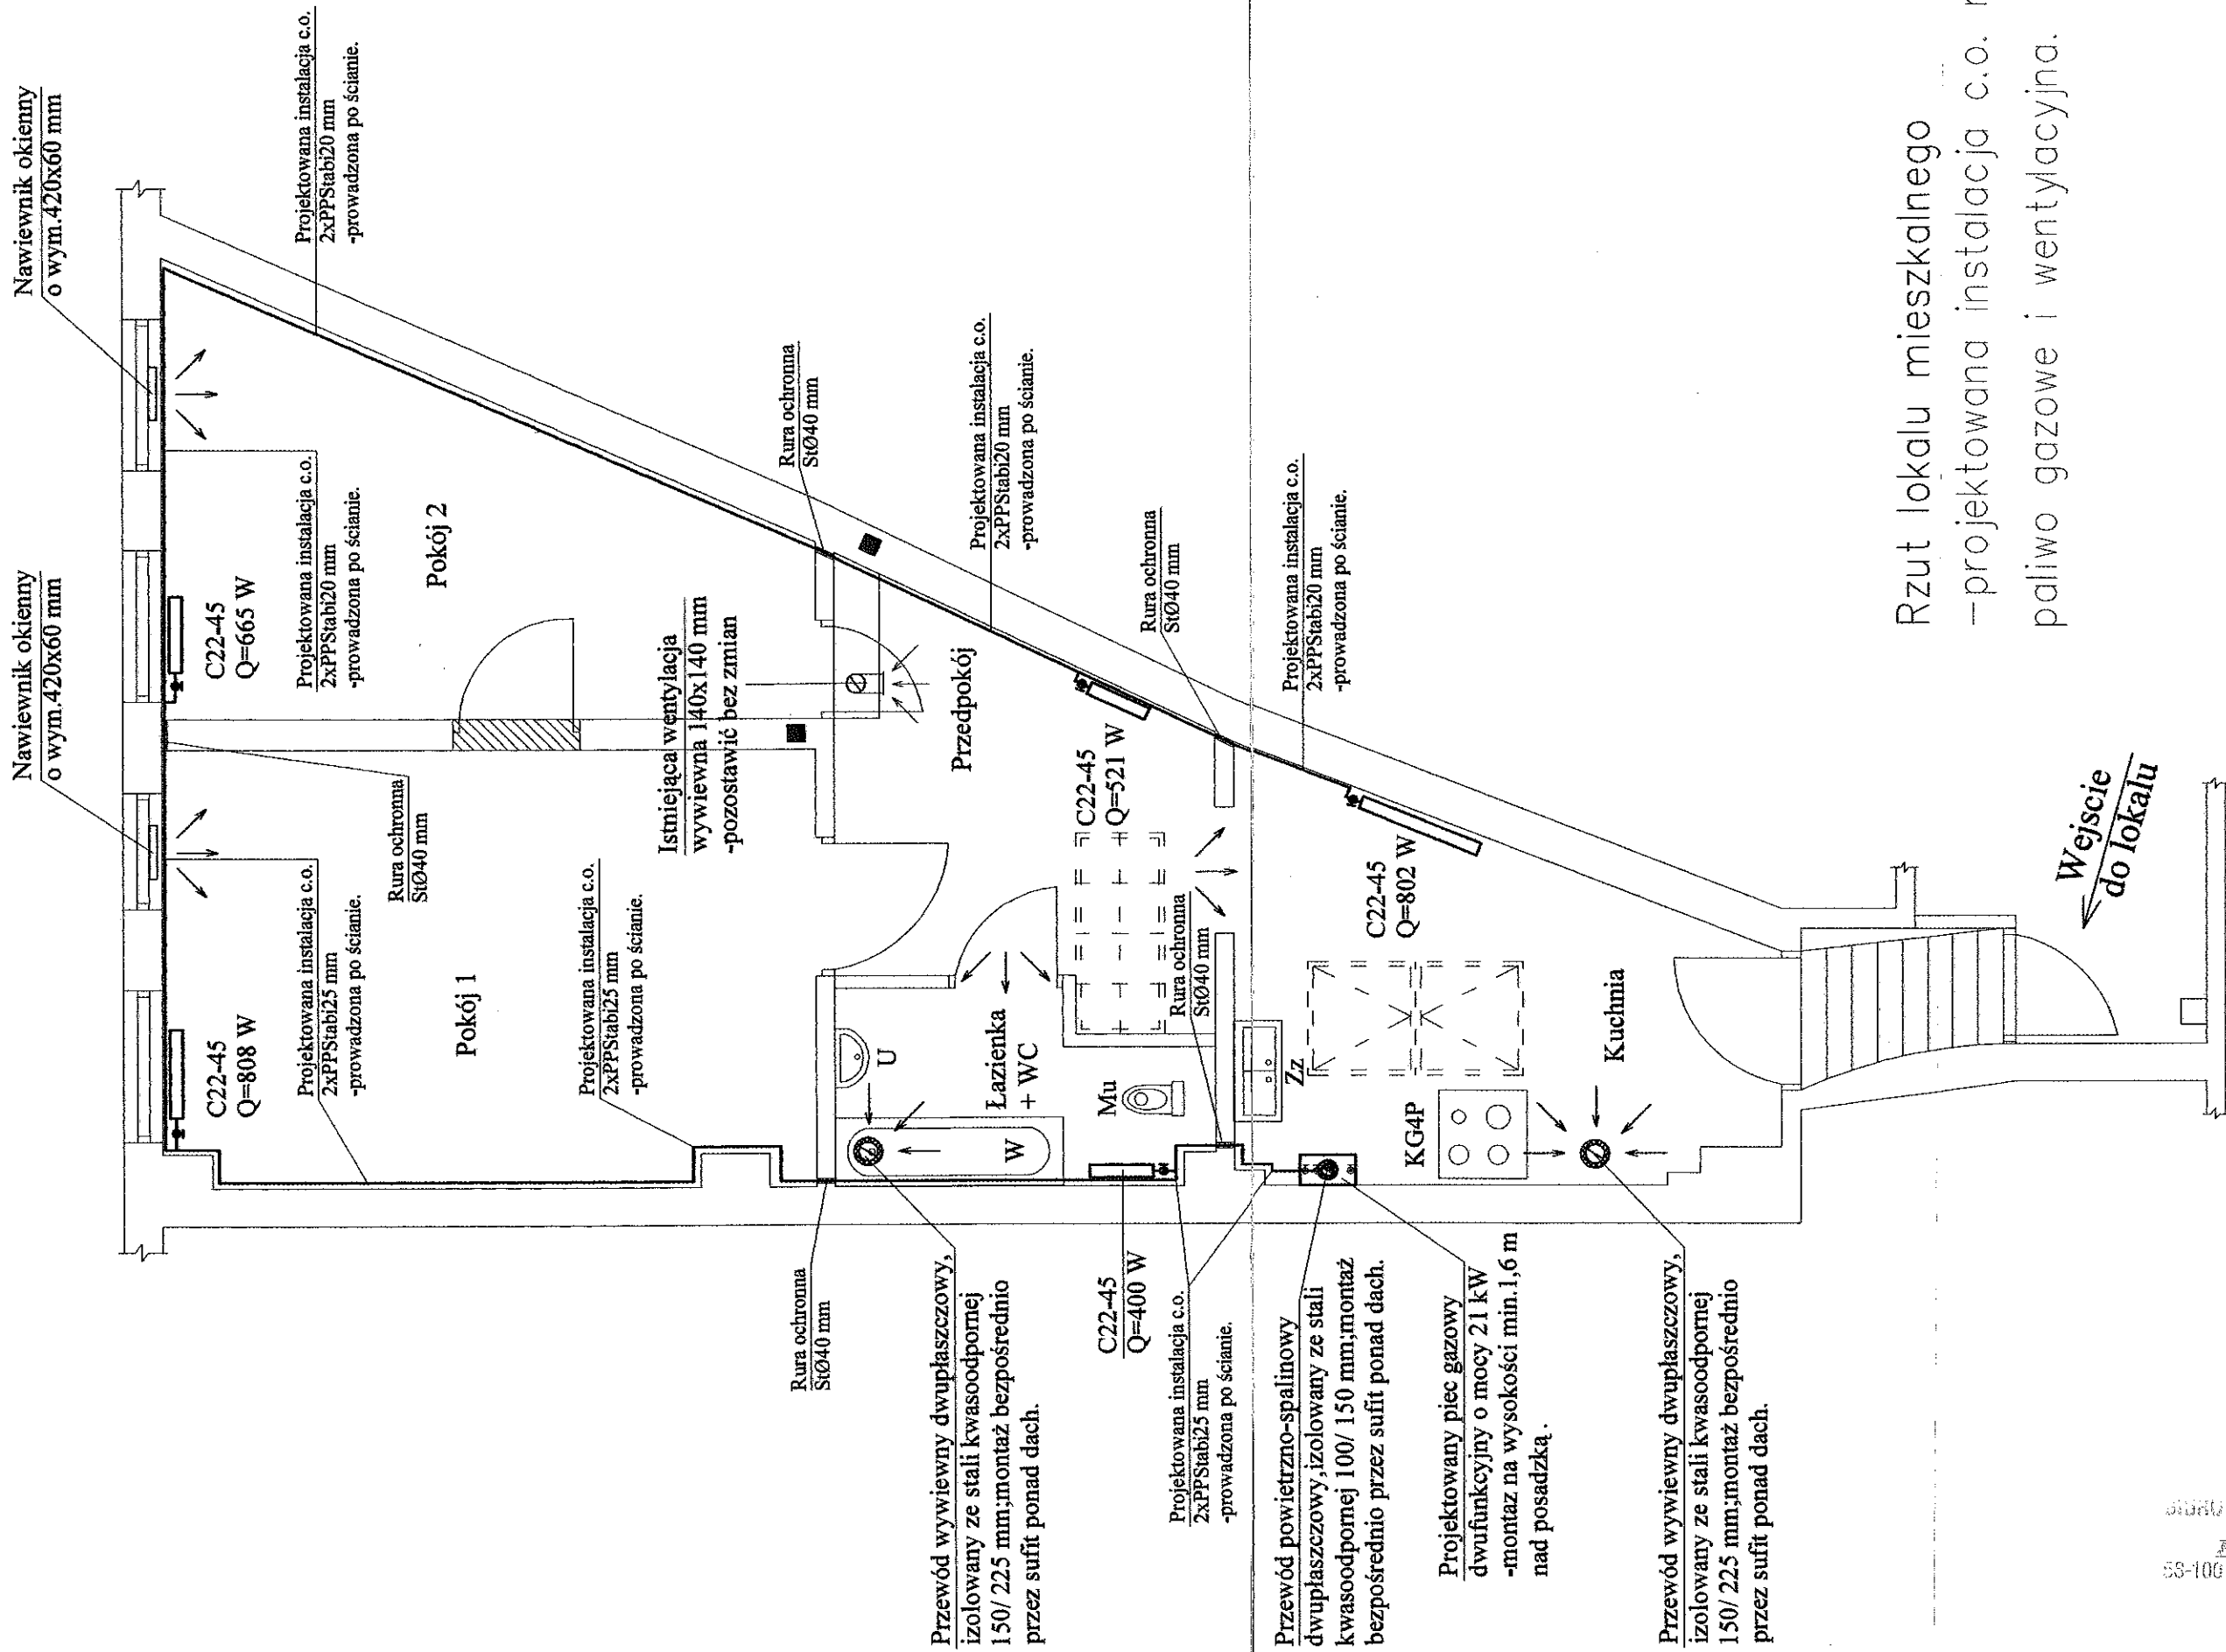 Nawiewnik okienny
o wym.420x60 mm
Nawiewnik okienny
o wym.420x60 mm
Projektowana instalacja c.o.
2xPPStabi20 mm
-prowadzona po ścianie.
C22-45
Q=665 W
Projektowana instalacja c.o.
2xPPStabi20 mm
-prowadzona po ścianie.
Pokój 2
C22-45
Q=808 W
Projektowana instalacja c.o.
2xPPStabi25 mm
-prowadzona po ścianie.
Rura ochronna
StØ40 mm
Pokój 1
Projektowana instalacja c.o.
2xPPStabi25 mm
-prowadzona po ścianie.
Istniejąca wentylacja
wywiewna 140x140 mm
-pozostawić bez zmian
Rura ochronna
StØ40 mm
Przedpokój
Projektowana instalacja c.o.
2xPPStabi20 mm
-prowadzona po ścianie.
Rura ochronna
StØ40 mm
Rura ochronna
StØ40 mm
U
W
Łazienka
+ WC
Mu
C22-45
Q=521 W
Rura ochronna
StØ40 mm
Projektowana instalacja c.o.
2xPPStabi20 mm
-prowadzona po ścianie.
Przewód wywiewny dwupłaszczowy,
izolowany ze stali kwasoodpornej
150/ 225 mm;montaż bezpośrednio
przez sufit ponad dach.
C22-45
Q=400 W
Projektowana instalacja c.o.
2xPPStabi25 mm
-prowadzona po ścianie.
Zz
C22-45
Q=802 W
KG4P
Kuchnia
Przewód powietrzno-spalinowy
dwupłaszczowy,izolowany ze stali
kwasoodpornej 100/ 150 mm;montaż
bezpośrednio przez sufit ponad dach.
Projektowany piec gazowy
dwufunkcyjny o mocy 21 kW
-montaz na wysokości min.1,6 m
nad posadzką .
Przewód wywiewny dwupłaszczowy,
izolowany ze stali kwasoodpornej
150/ 225 mm;montaż bezpośrednio
przez sufit ponad dach.
Wejscie
do lokalu
Rzut lokalu mieszkalnego
-projektowana instalacja c.o.
paliwo gazowe i wentylacyjna.
BIURO
58-100